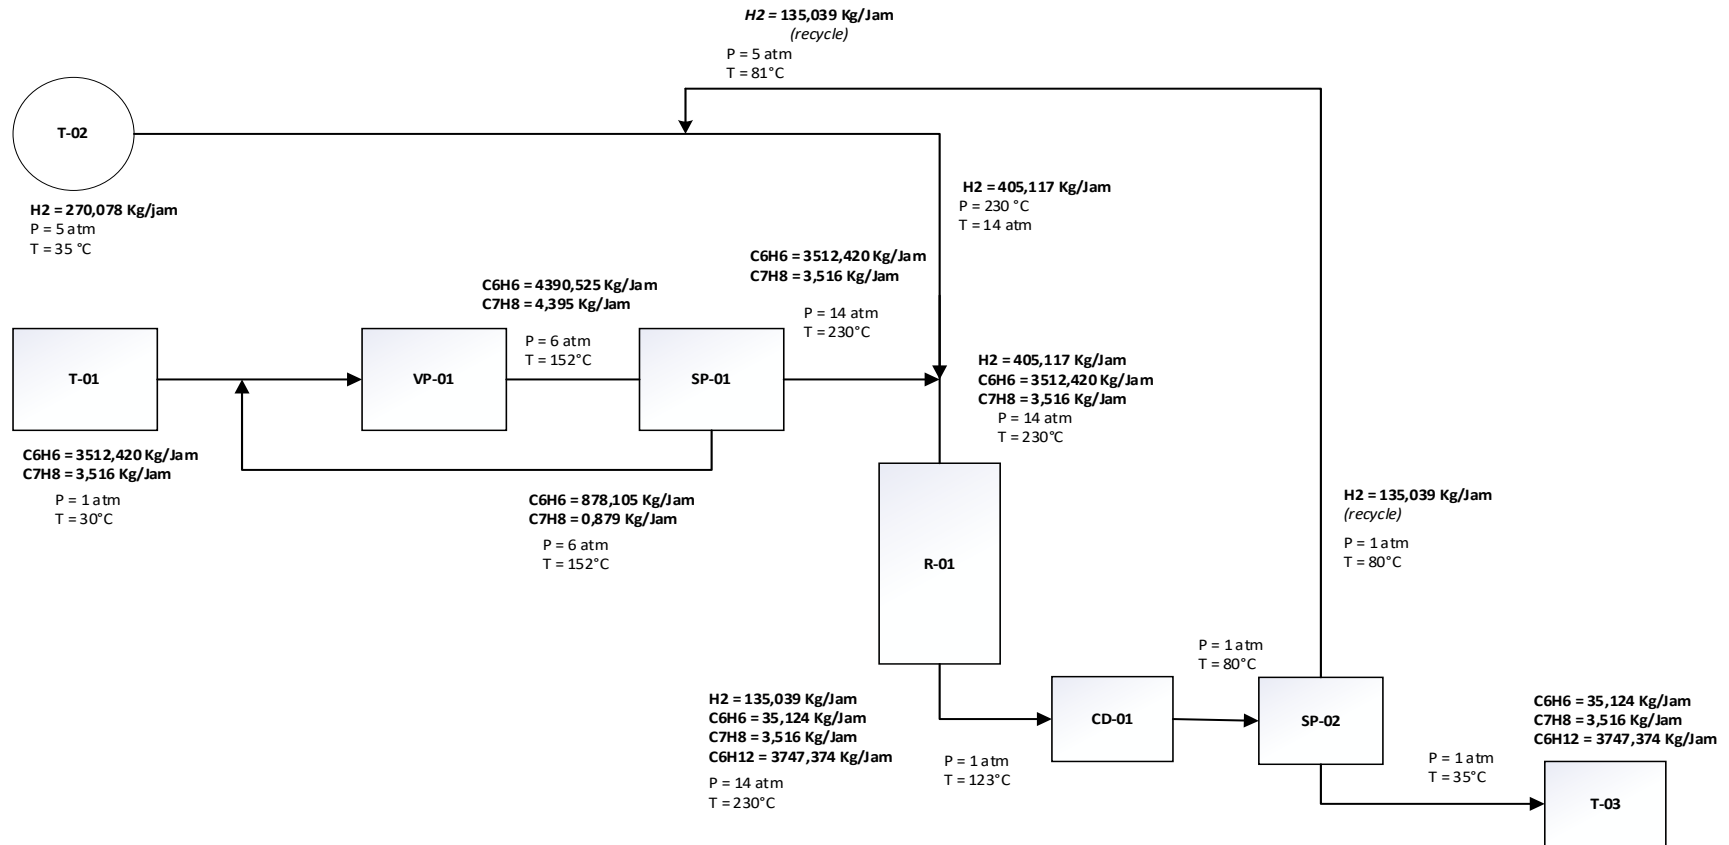 H2 = 135,039 Kg/Jam
(recycle)
P = 5 atm
T = 81°C
T-02
H2 = 270,078 Kg/jam
P = 5 atm
T = 35 °C
H2 = 405,117 Kg/Jam
P = 230 °C
T = 14 atm
C6H6 = 3512,420 Kg/Jam
C7H8 = 3,516 Kg/Jam
P = 14 atm
T = 230°C
C6H6 = 4390,525 Kg/Jam
C7H8 = 4,395 Kg/Jam
P = 6 atm
T = 152°C
T-01
VP-01
SP-01
H2 = 405,117 Kg/Jam
C6H6 = 3512,420 Kg/Jam
C7H8 = 3,516 Kg/Jam
P = 14 atm
T = 230°C
C6H6 = 3512,420 Kg/Jam
C7H8 = 3,516 Kg/Jam
P = 1 atm
T = 30°C
C6H6 = 878,105 Kg/Jam
C7H8 = 0,879 Kg/Jam
P = 6 atm
T = 152°C
R-01
H2 = 135,039 Kg/Jam
(recycle)
P = 1 atm
T = 80°C
P = 1 atm
T = 80°C
H2 = 135,039 Kg/Jam
C6H6 = 35,124 Kg/Jam
C7H8 = 3,516 Kg/Jam
C6H12 = 3747,374 Kg/Jam
P = 14 atm
T = 230°C
CD-01
P = 1 atm
T = 123°C
SP-02
C6H6 = 35,124 Kg/Jam
C7H8 = 3,516 Kg/Jam
C6H12 = 3747,374 Kg/Jam
P = 1 atm
T = 35°C
T-03